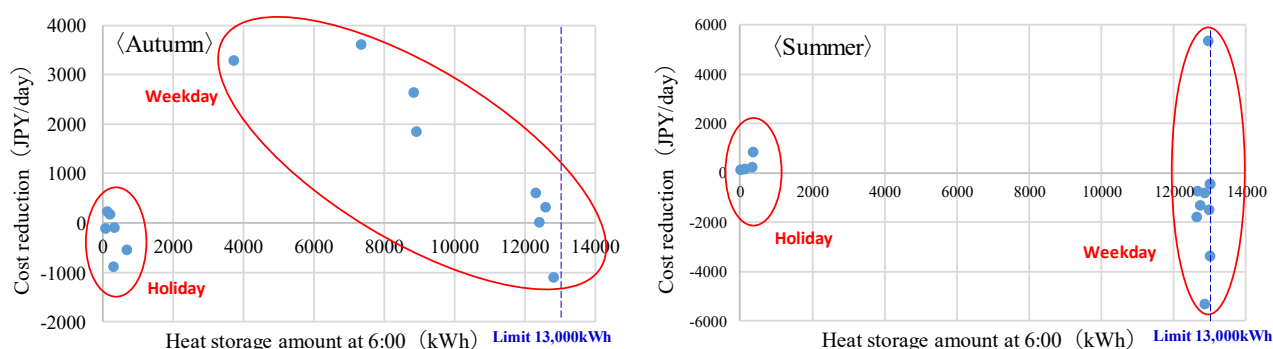 〈Autumn〉
Cost reduction（JPY/day）
4000
3000
2000
1000
0
-1000
-2000
0
2000
4000
6000
8000
10000
12000
14000
Weekday
Holiday
Heat storage amount at 6:00（kWh）
Limit 13,000kWh
〈Summer〉
Cost reduction（JPY/day）
6000
4000
2000
0
-2000
-4000
-6000
0
2000
4000
6000
8000
10000
12000
14000
Holiday
Weekday
Heat storage amount at 6:00（kWh）
Limit 13,000kWh